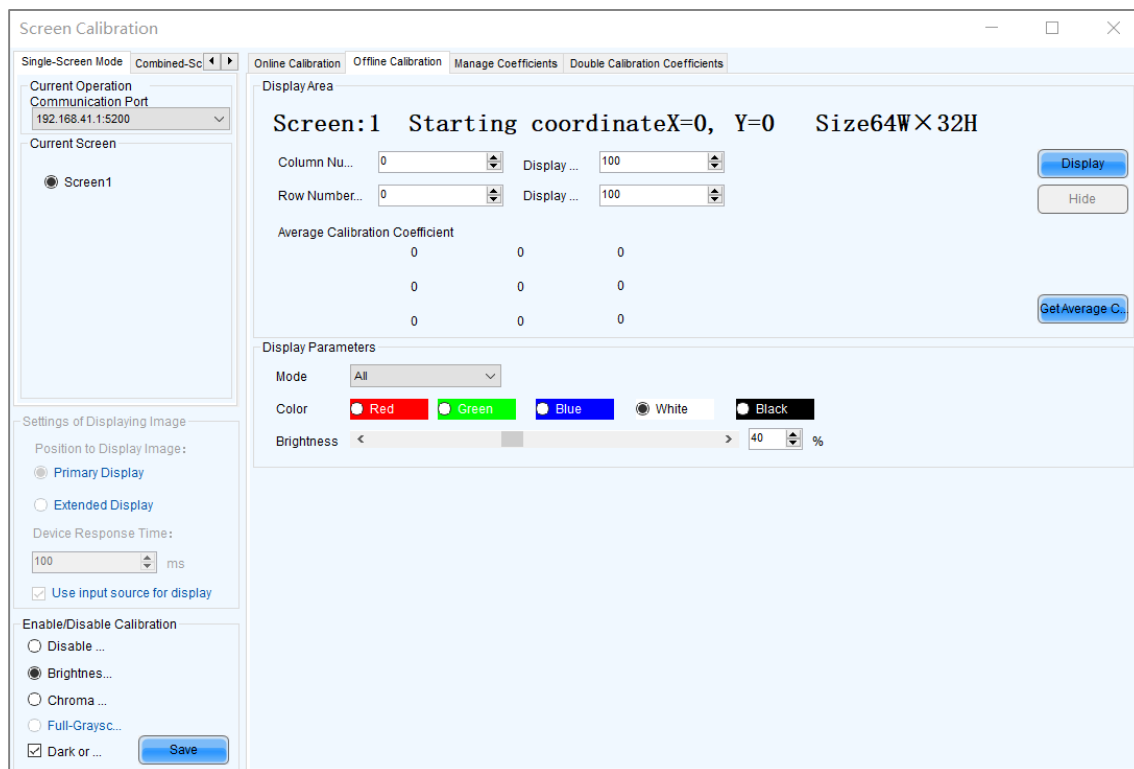 Screen Calibration
Single-Screen Mode Combined-Sc
Current Operation
Communication Port
192.168.41.1:5200
Current Screen
Screen1
Settings of Displaying Image
Position to Display Image:
Primary Display
Extended Display
Device Response Time:
100 ms
Use input source for display
Enable/Disable Calibration
Disable ...
Brightnes...
Chroma ...
Full-Graysc...
Dark or ... Save
Online Calibration Offline Calibration Manage Coefficients Double Calibration Coefficients
Display Area
Screen:1 Starting coordinateX=0, Y=0 Size64W×32H
Column Nu... 0 Display ... 100 Display
Row Number... 0 Display ... 100 Hide
Average Calibration Coefficient
0 0 0
0 0 0
0 0 0
Get Average C...
Display Parameters
Mode All
Color Red Green Blue White Black
Brightness 40 %